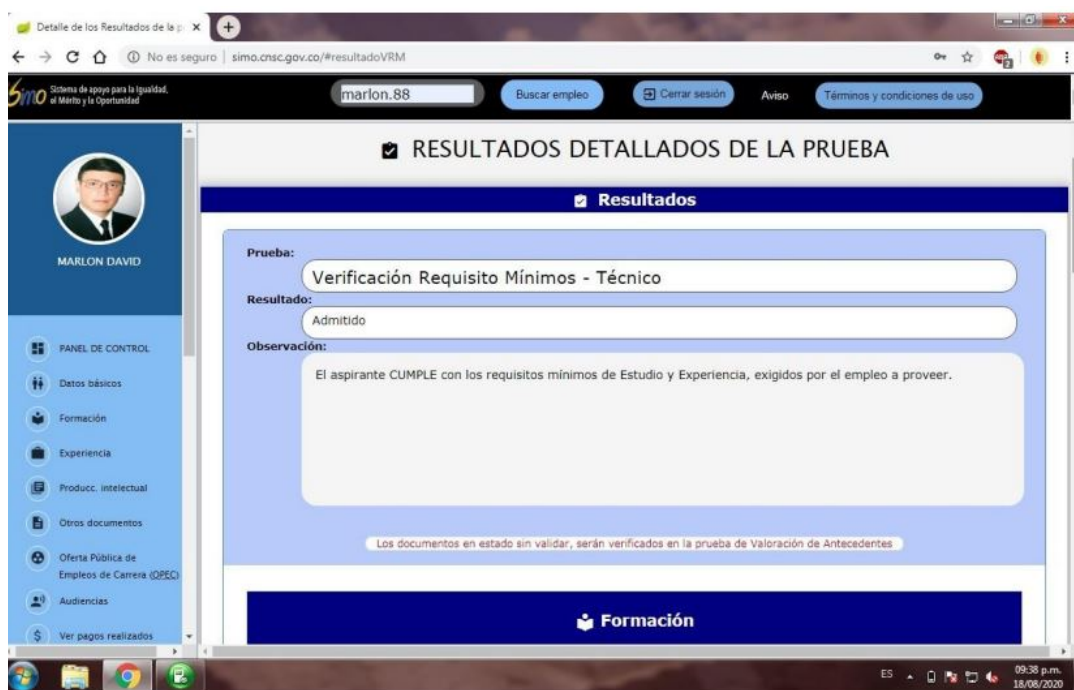 Detalle de los Resultados de la p
No es seguro | simo.cnsc.gov.co/#resultadoVRM
Simo Sistema de apoyo para la Igualdad,
el Mérito y la Oportunidad
marlon.88
Buscar empleo
Cerrar sesión
Aviso
Términos y condiciones de uso
MARLON DAVID
PANEL DE CONTROL
Datos básicos
Formación
Experiencia
Producc. intelectual
Otros documentos
Oferta Pública de
Empleos de Carrera (OPEC)
Audiencias
Ver pagos realizados
RESULTADOS DETALLADOS DE LA PRUEBA
Resultados
Prueba:
Verificación Requisito Mínimos - Técnico
Resultado:
Admitido
Observación:
El aspirante CUMPLE con los requisitos mínimos de Estudio y Experiencia, exigidos por el empleo a proveer.
Los documentos en estado sin validar, serán verificados en la prueba de Valoración de Antecedentes
Formación
ES
09:38 p.m.
18/08/2020